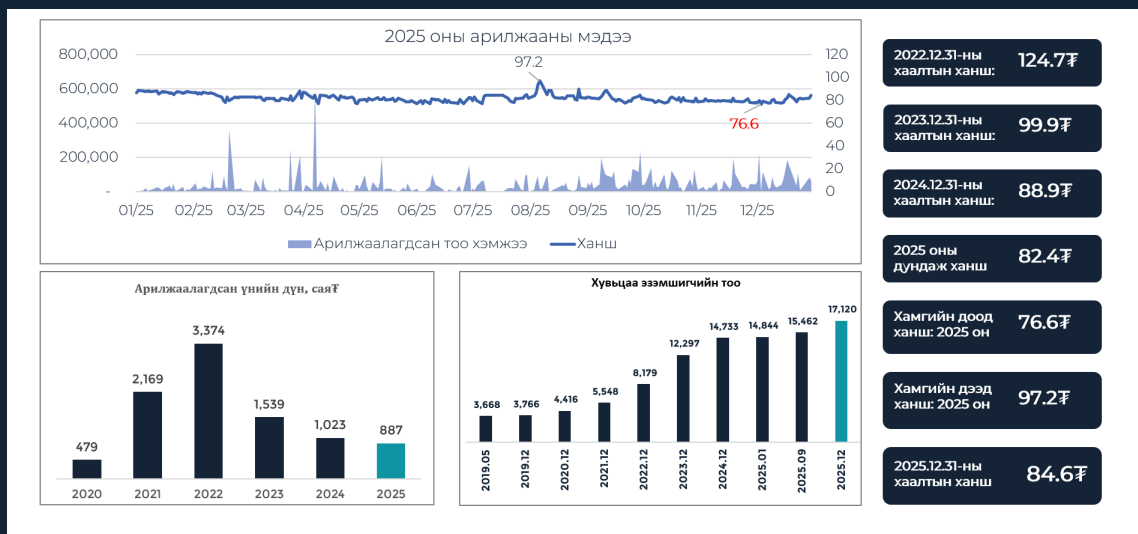 2025 оны арилжааны мэдээ
800,000
600,000
400,000
200,000
-
120
100
80
60
40
20
0
97.2
76.6
01/25 02/25 03/25 04/25 05/25 06/25 07/25 08/25 09/25 10/25 11/25 12/25
Арилжаалагдсан тоо хэмжээ Ханш
Арилжаалагдсан үнийн дүн, сая₮
479
2,169
3,374
1,539
1,023
887
2020 2021 2022 2023 2024 2025
Хувьцаа эзэмшигчийн тоо
3,668
3,766
4,416
5,548
8,179
12,297
14,733
14,844
15,462
17,120
2019.05
2019.12
2020.12
2021.12
2022.12
2023.12
2024.12
2025.01
2025.09
2025.12
2022.12.31-ны
хаалтын ханш:
124.7₮
2023.12.31-ны
хаалтын ханш:
99.9₮
2024.12.31-ны
хаалтын ханш:
88.9₮
2025 оны
дундаж ханш
82.4₮
Хамгийн доод
ханш: 2025 он
76.6₮
Хамгийн дээд
ханш: 2025 он
97.2₮
2025.12.31-ны
хаалтын ханш
84.6₮